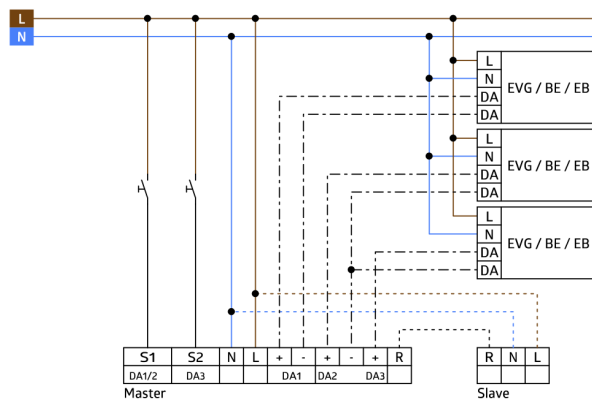 L
N
L
N
DA
DA
EVG / BE / EB
L
N
DA
DA
EVG / BE / EB
L
N
DA
DA
EVG / BE / EB
S1 S2 N L + - + - + R
DA1/2 DA3 DA1 DA2 DA3
Master
R N L
Slave